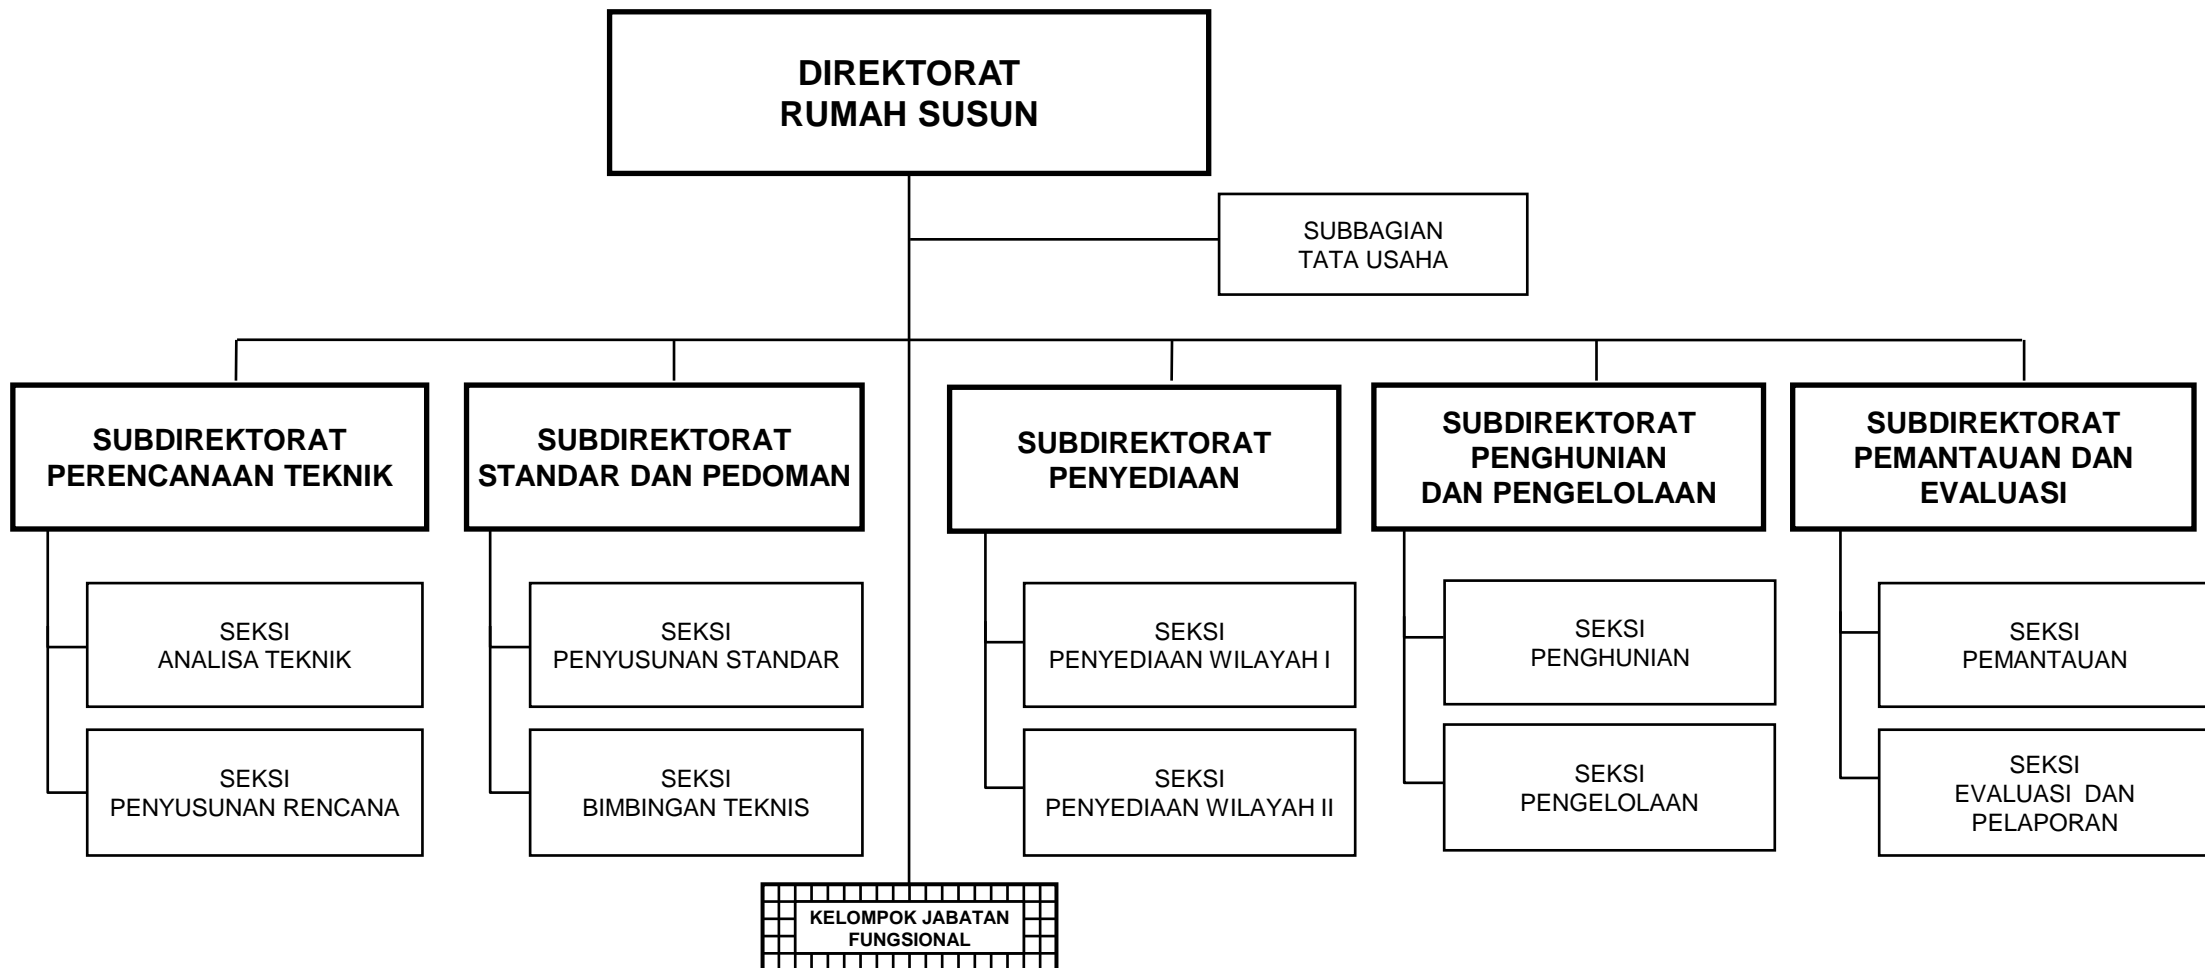 DIREKTORAT
RUMAH SUSUN
SUBBAGIAN
TATA USAHA
SUBDIREKTORAT
PERENCANAAN TEKNIK
SUBDIREKTORAT
STANDAR DAN PEDOMAN
SUBDIREKTORAT
PENYEDIAAN
SUBDIREKTORAT
PENGHUNIAN
DAN PENGELOLAAN
SUBDIREKTORAT
PEMANTAUAN DAN
EVALUASI
SEKSI
ANALISA TEKNIK
SEKSI
PENYUSUNAN STANDAR
SEKSI
PENYEDIAAN WILAYAH I
SEKSI
PENGHUNIAN
SEKSI
PEMANTAUAN
SEKSI
PENYUSUNAN RENCANA
SEKSI
BIMBINGAN TEKNIS
SEKSI
PENYEDIAAN WILAYAH II
SEKSI
PENGELOLAAN
SEKSI
EVALUASI DAN
PELAPORAN
KELOMPOK JABATAN
FUNGSIONAL